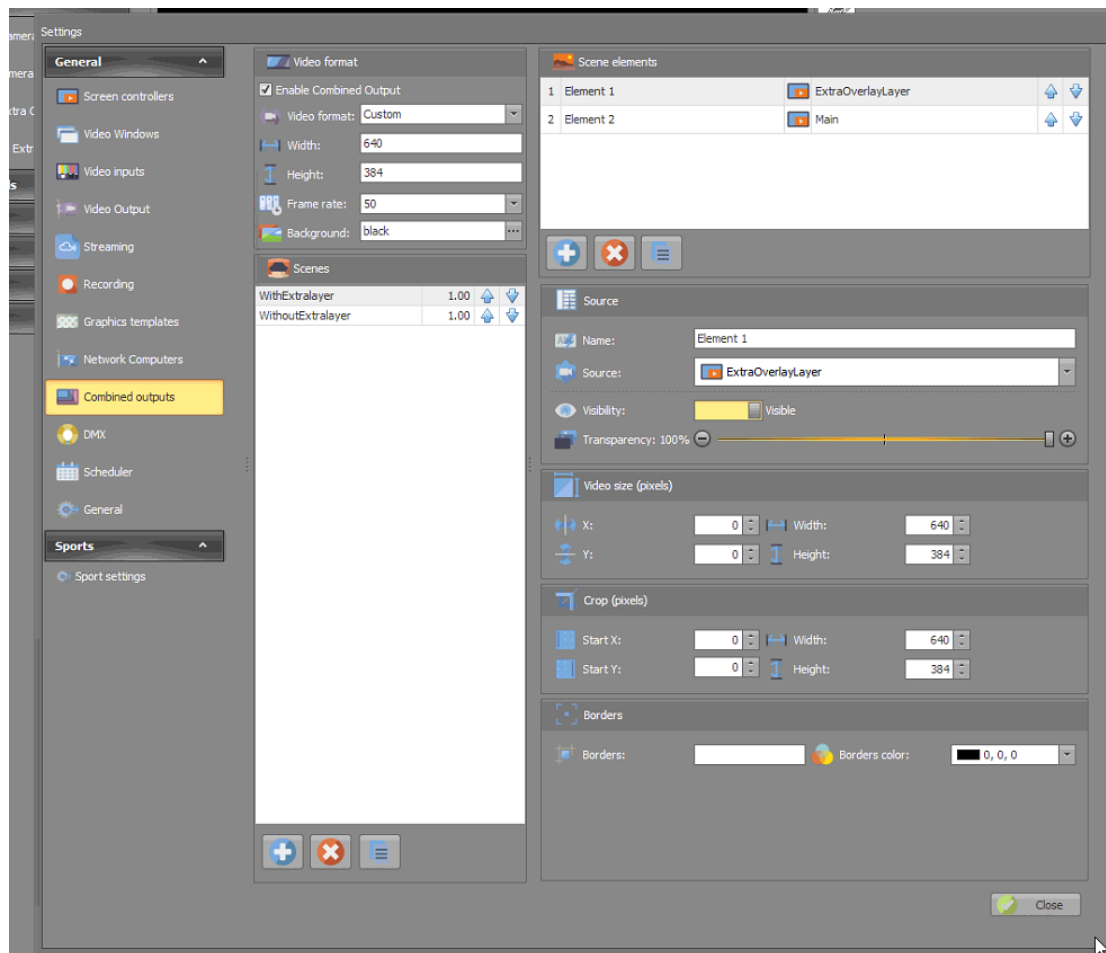 Settings
General
Screen controllers
Video Windows
Video inputs
Video Output
Streaming
Recording
Graphics templates
Network Computers
Combined outputs
DMX
Scheduler
General
Sports
Sport settings
Video format
Enable Combined Output
Video format: Custom
Width: 640
Height: 384
Frame rate: 50
Background: black ...
Scenes
WithExtralayer 1.00
WithoutExtralayer 1.00
Scene elements
1 Element 1 ExtraOverlayLayer
2 Element 2 Main
Source
Name: Element 1
Source: ExtraOverlayLayer
Visibility: Visible
Transparency: 100%
Video size (pixels)
X: 0 Width: 640
Y: 0 Height: 384
Crop (pixels)
Start X: 0 Width: 640
Start Y: 0 Height: 384
Borders
Borders: Borders color: 0, 0, 0
Close